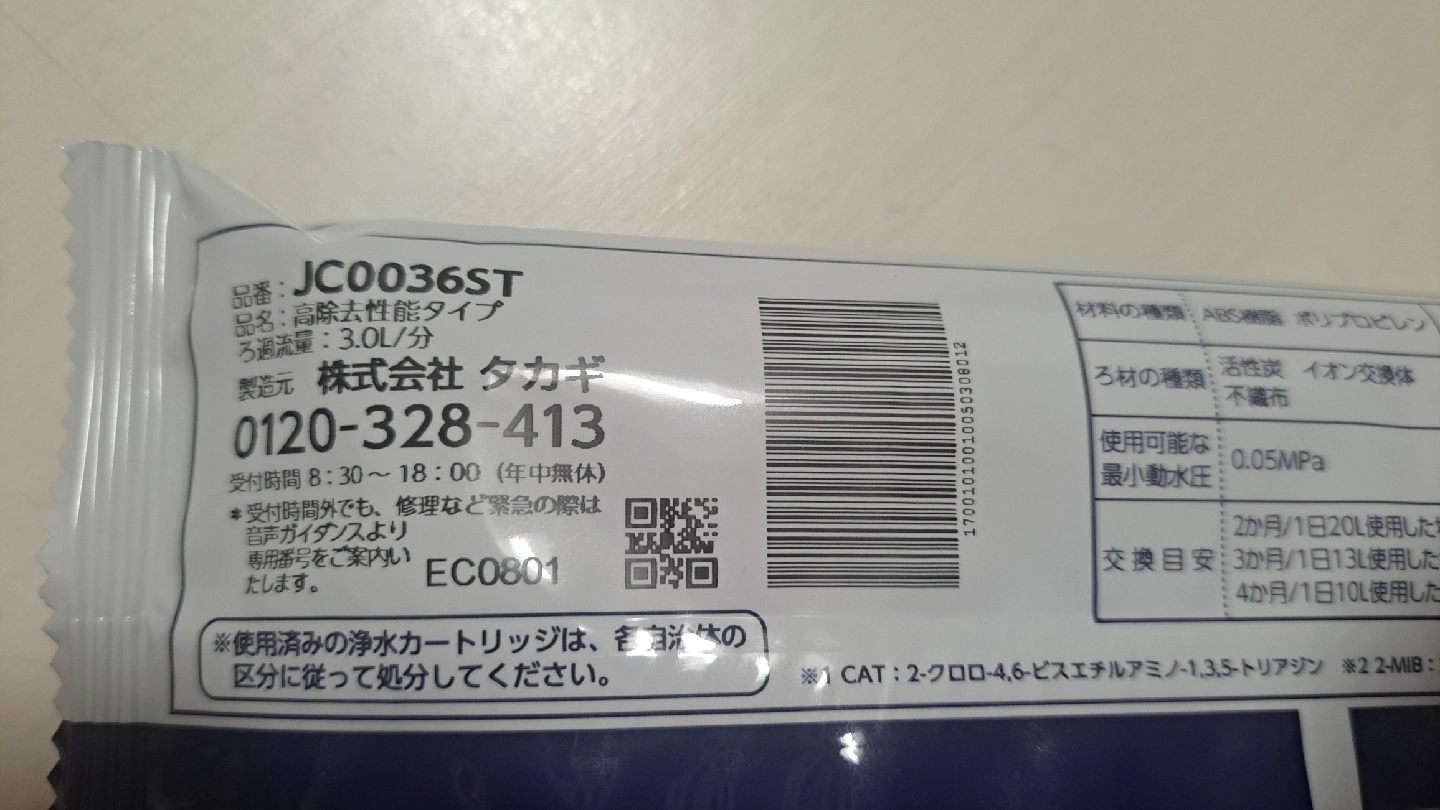 品番：JC0036ST
品名：高除去性能タイプ
ろ過流量：3.0L/分
製造元 株式会社 タカギ
0120-328-413
受付時間 8：30～18：00（年中無休）
＊受付時間外でも、修理など緊急の際は
音声ガイダンスより
専用番号をご案内い
たします。
EC0801
※使用済みの浄水カートリッジは、各自治体の
区分に従って処分してください。
17001010010050308012
材料の種類 ABS樹脂 ポリプロピレン
ろ材の種類 活性炭 イオン交換体
不織布
使用可能な
最小動水圧 0.05MPa
交換目安
2か月/1日20L使用した
3か月/1日13L使用した
4か月/1日10L使用した
※1 CAT：2-クロロ-4,6-ビスエチルアミノ-1,3,5-トリアジン ※2 2-MIB：